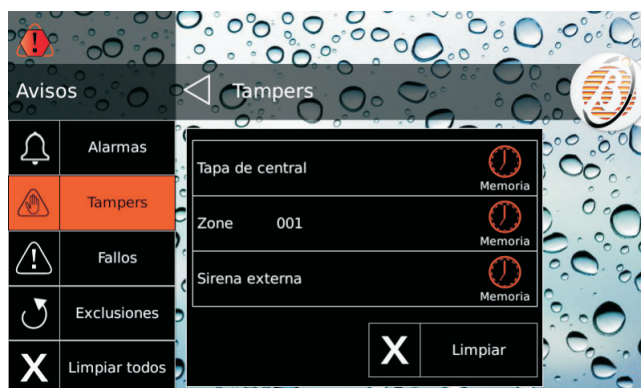 Avisos
Tampers
Alarmas
Tampers
Fallos
Exclusiones
X Limpiar todos
Tapa de central
Memoria
Zone 001
Memoria
Sirena externa
Memoria
X Limpiar